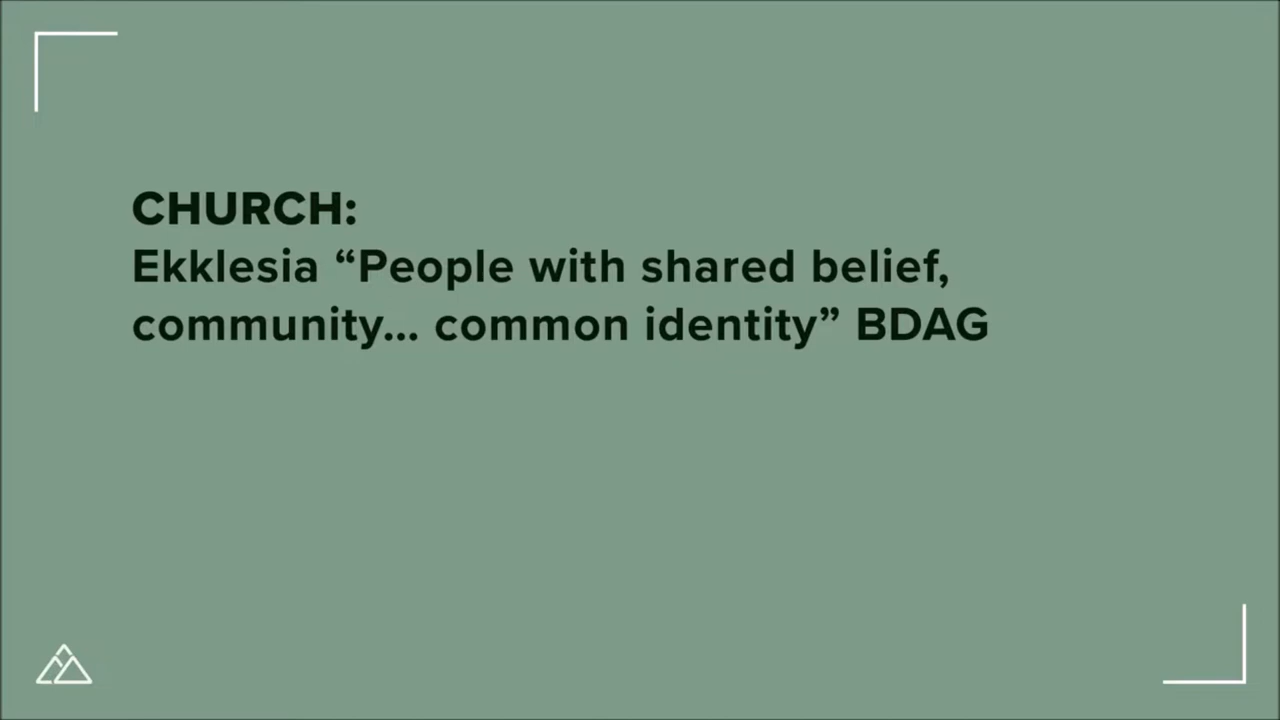 CHURCH:
Ekklesia “People with shared belief,
community... common identity” BDAG